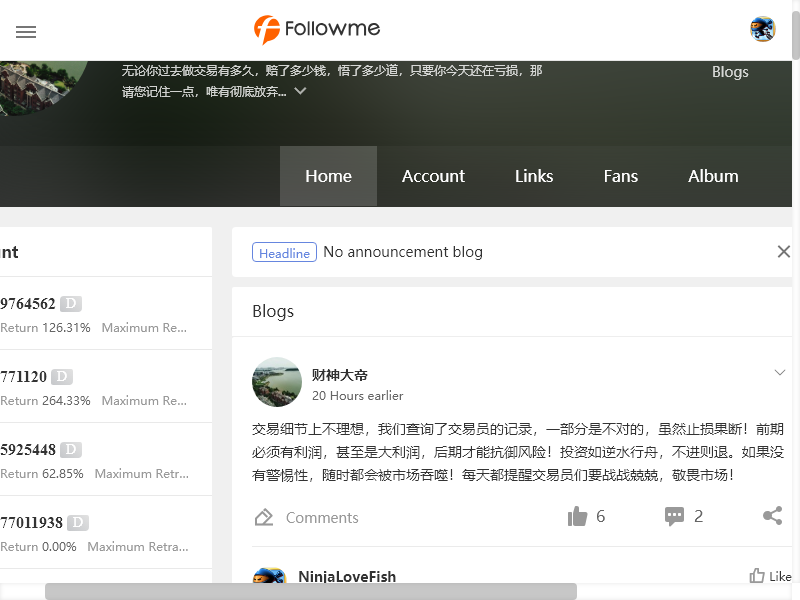 Followme
无论你过去做交易有多久，赔了多少钱，悟了多少道，只要你今天还在亏损，那
请您记住一点，唯有彻底放弃...
Blogs
Home
Account
Links
Fans
Album
nt
9764562 D
Return 126.31% Maximum Re...
771120 D
Return 264.33% Maximum Re...
5925448 D
Return 62.85% Maximum Retr...
77011938 D
Return 0.00% Maximum Retra...
Headline No announcement blog
Blogs
财神大帝
20 Hours earlier
交易细节上不理想，我们查询了交易员的记录，一部分是不对的，虽然止损果断！前期
必须有利润，甚至是大利润，后期才能抗御风险！投资如逆水行舟，不进则退。如果没
有警惕性，随时都会被市场吞噬！每天都提醒交易员们要战战兢兢，敬畏市场！
Comments
6
2
NinjaLoveFish
Like